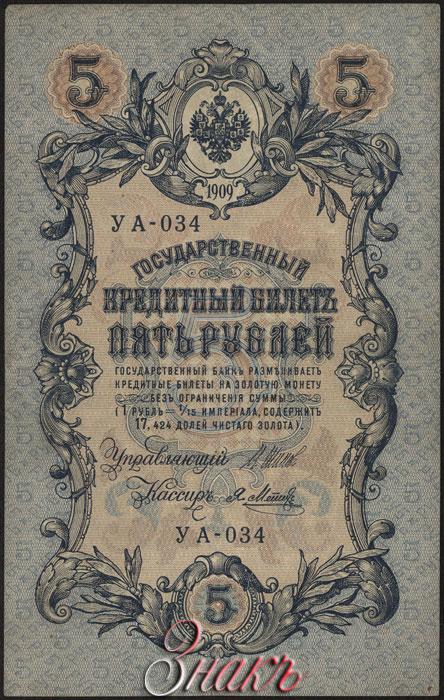 5 5
1909
УА-034
ГОСУДАРСТВЕННЫЙ
КРЕДИТНЫЙ БИЛЕТЪ
ПЯТЬ РУБЛЕЙ
5
ГОСУДАРСТВЕННЫЙ БАНКЪ РАЗМѢНИВАЕТЪ
КРЕДИТНЫЕ БИЛЕТЫ НА ЗОЛОТУЮ МОНЕТУ
БЕЗЪ ОГРАНИЧЕНІЯ СУММЫ
(1 РУБЛЬ = 1/15 ИМПЕРІАЛА, СОДЕРЖИТЪ
17,424 ДОЛЕЙ ЧИСТАГО ЗОЛОТА).
Управляющій
Кассиръ
УА-034
5
Знакъ